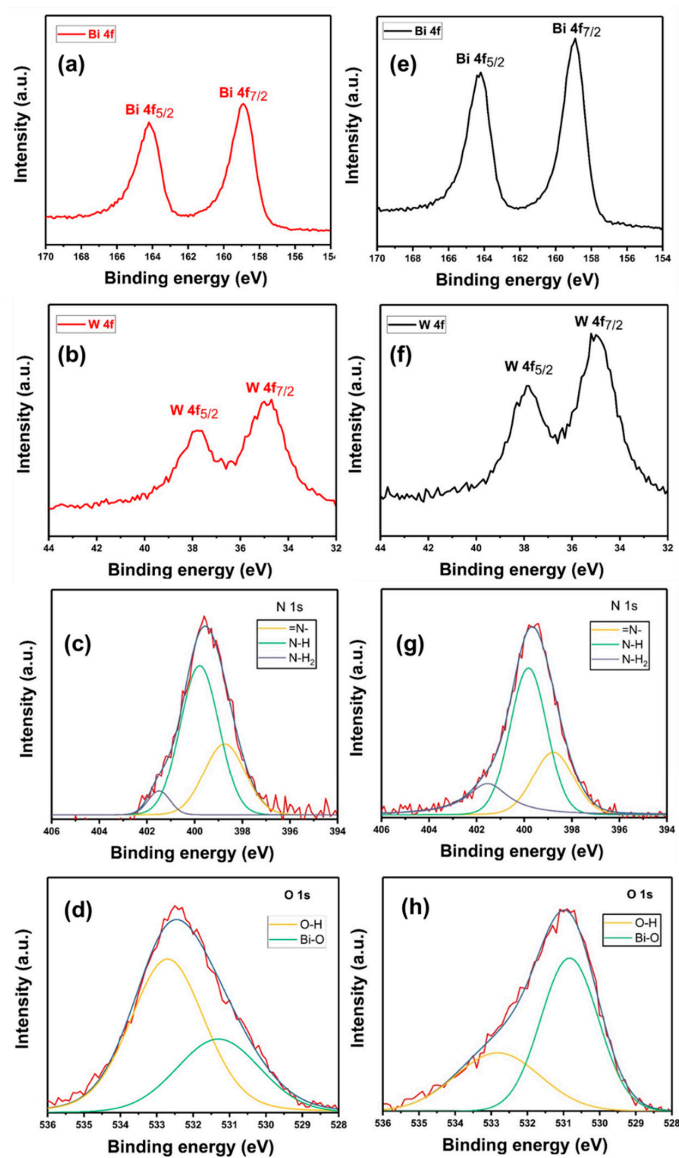 Bi 4f
(a)
Bi 4f5/2
Bi 4f7/2
Intensity (a.u.)
170 168 166 164 162 160 158 156 154
Binding energy (eV)
Bi 4f
(e)
Bi 4f5/2
Bi 4f7/2
Intensity (a.u.)
170 168 166 164 162 160 158 156 154
Binding energy (eV)
W 4f
(b)
W 4f5/2
W 4f7/2
Intensity (a.u.)
44 42 40 38 36 34 32
Binding energy (eV)
W 4f
(f)
W 4f5/2
W 4f7/2
Intensity (a.u.)
44 42 40 38 36 34 32
Binding energy (eV)
(c)
N 1s
=N-
N-H
N-H2
Intensity (a.u.)
406 404 402 400 398 396 394
Binding energy (eV)
(g)
N 1s
=N-
N-H
N-H2
Intensity (a.u.)
406 404 402 400 398 396 394
Binding energy (eV)
(d)
O 1s
O-H
Bi-O
Intensity (a.u.)
536 535 534 533 532 531 530 529 528
Binding energy (eV)
(h)
O 1s
O-H
Bi-O
Intensity (a.u.)
536 535 534 533 532 531 530 529 528
Binding energy (eV)